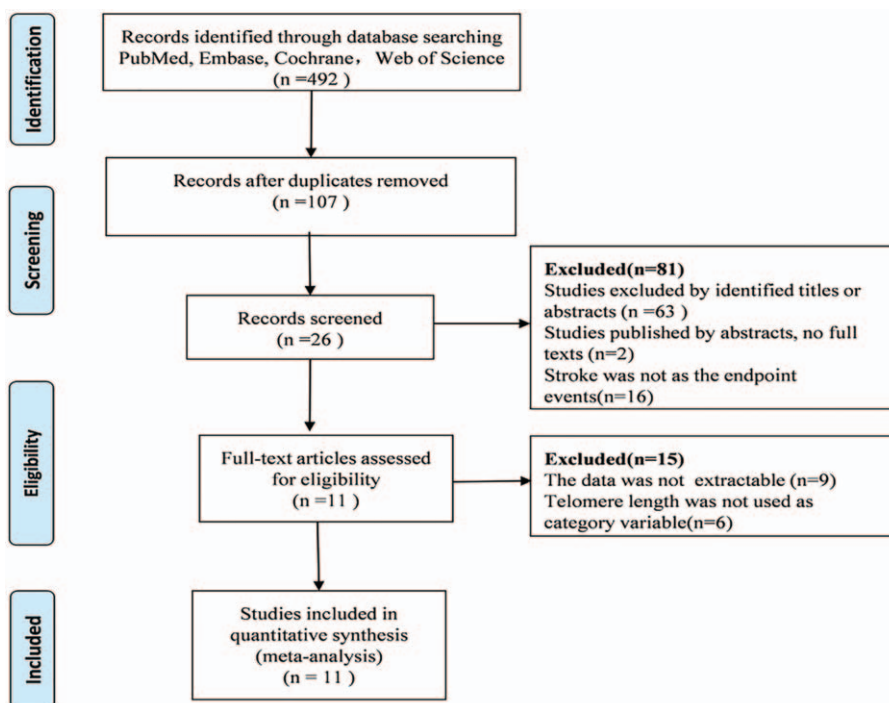 Identification
Records identified through database searching
PubMed, Embase, Cochrane， Web of Science
(n =492)
Records after duplicates removed
(n =107 )
Screening
Records screened
(n =26 )
Excluded(n=81)
Studies excluded by identified titles or
abstracts (n =63 )
Studies published by abstracts, no full
texts (n=2)
Stroke was not as the endpoint
events(n=16)
Eligibility
Full-text articles assessed
for eligibility
(n =11 )
Excluded(n=15)
The data was not extractable (n=9)
Telomere length was not used as
category variable(n=6)
Included
Studies included in
quantitative synthesis
(meta-analysis)
(n = 11 )